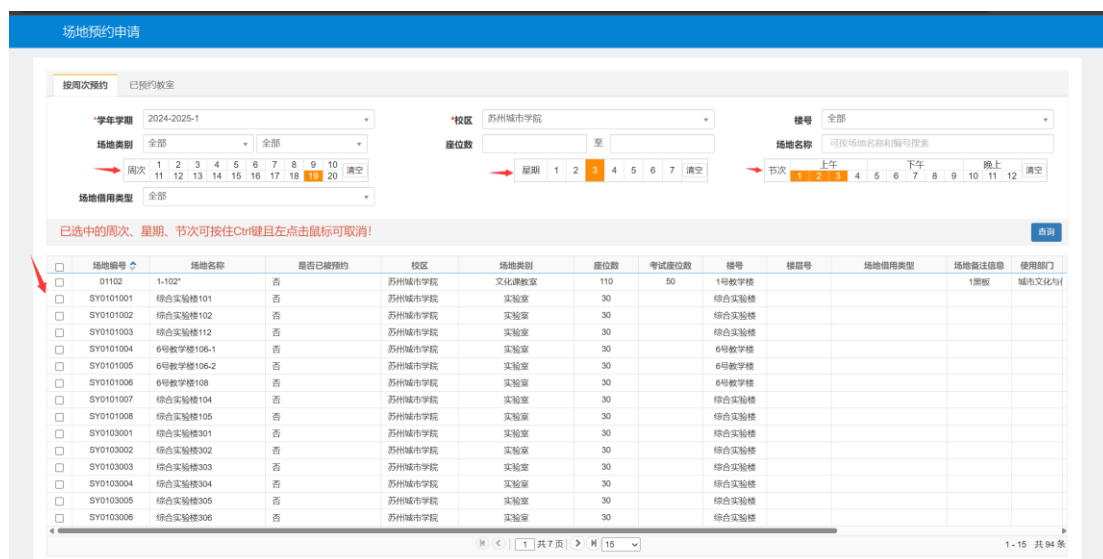 场地预约申请
按周次预约 已预约教室
*学年学期 2024-2025-1 *校区 苏州城市学院 楼号 全部
场地类别 全部 全部 座位数 至 场地名称 可按场地名称和编号搜索
周次 1 2 3 4 5 6 7 8 9 10 清空 星期 1 2 3 4 5 6 7 清空 节次 上午 下午 晚上 清空
11 12 13 14 15 16 17 18 19 20 1 2 3 4 5 6 7 8 9 10 11 12
场地借用类型 全部
已选中的周次、星期、节次可按住Ctrl键且左点击鼠标可取消! 查询
场地编号 场地名称 是否已被预约 校区 场地类别 座位数 考试座位数 楼号 楼层号 场地借用类型 场地备注信息 使用部门
01102 1-102* 否 苏州城市学院 文化课教室 110 50 1号教学楼 1黑板 城市文化与
SY0101001 综合实验楼101 否 苏州城市学院 实验室 30 综合实验楼
SY0101002 综合实验楼102 否 苏州城市学院 实验室 30 综合实验楼
SY0101003 综合实验楼112 否 苏州城市学院 实验室 30 综合实验楼
SY0101004 6号教学楼106-1 否 苏州城市学院 实验室 30 6号教学楼
SY0101005 6号教学楼106-2 否 苏州城市学院 实验室 30 6号教学楼
SY0101006 6号教学楼108 否 苏州城市学院 实验室 30 6号教学楼
SY0101007 综合实验楼104 否 苏州城市学院 实验室 30 综合实验楼
SY0101008 综合实验楼105 否 苏州城市学院 实验室 30 综合实验楼
SY0103001 综合实验楼301 否 苏州城市学院 实验室 30 综合实验楼
SY0103002 综合实验楼302 否 苏州城市学院 实验室 30 综合实验楼
SY0103003 综合实验楼303 否 苏州城市学院 实验室 30 综合实验楼
SY0103004 综合实验楼304 否 苏州城市学院 实验室 30 综合实验楼
SY0103005 综合实验楼305 否 苏州城市学院 实验室 30 综合实验楼
SY0103006 综合实验楼306 否 苏州城市学院 实验室 30 综合实验楼
1 共7页 15 1 - 15 共94条